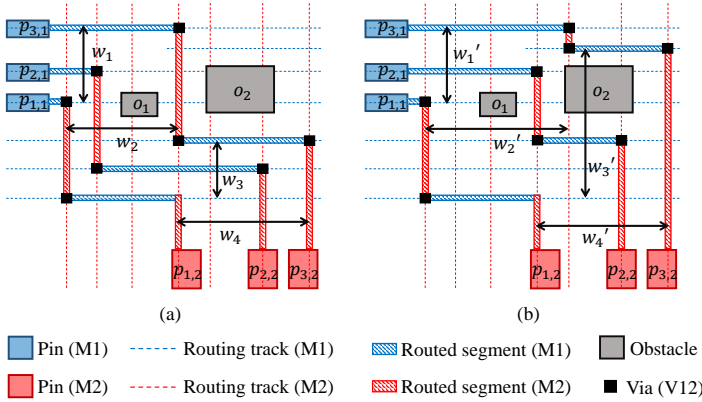 p₃,₁
w₁
p₂,₁
p₁,₁
o₁
o₂
w₂
w₃
w₄
p₁,₂
p₂,₂
p₃,₂
(a)
p₃,₁
w₁′
p₂,₁
p₁,₁
o₁
o₂
w₂′
w₃′
w₄′
p₁,₂
p₂,₂
p₃,₂
(b)
Pin (M1)
Routing track (M1)
Routed segment (M1)
Obstacle
Pin (M2)
Routing track (M2)
Routed segment (M2)
Via (V12)